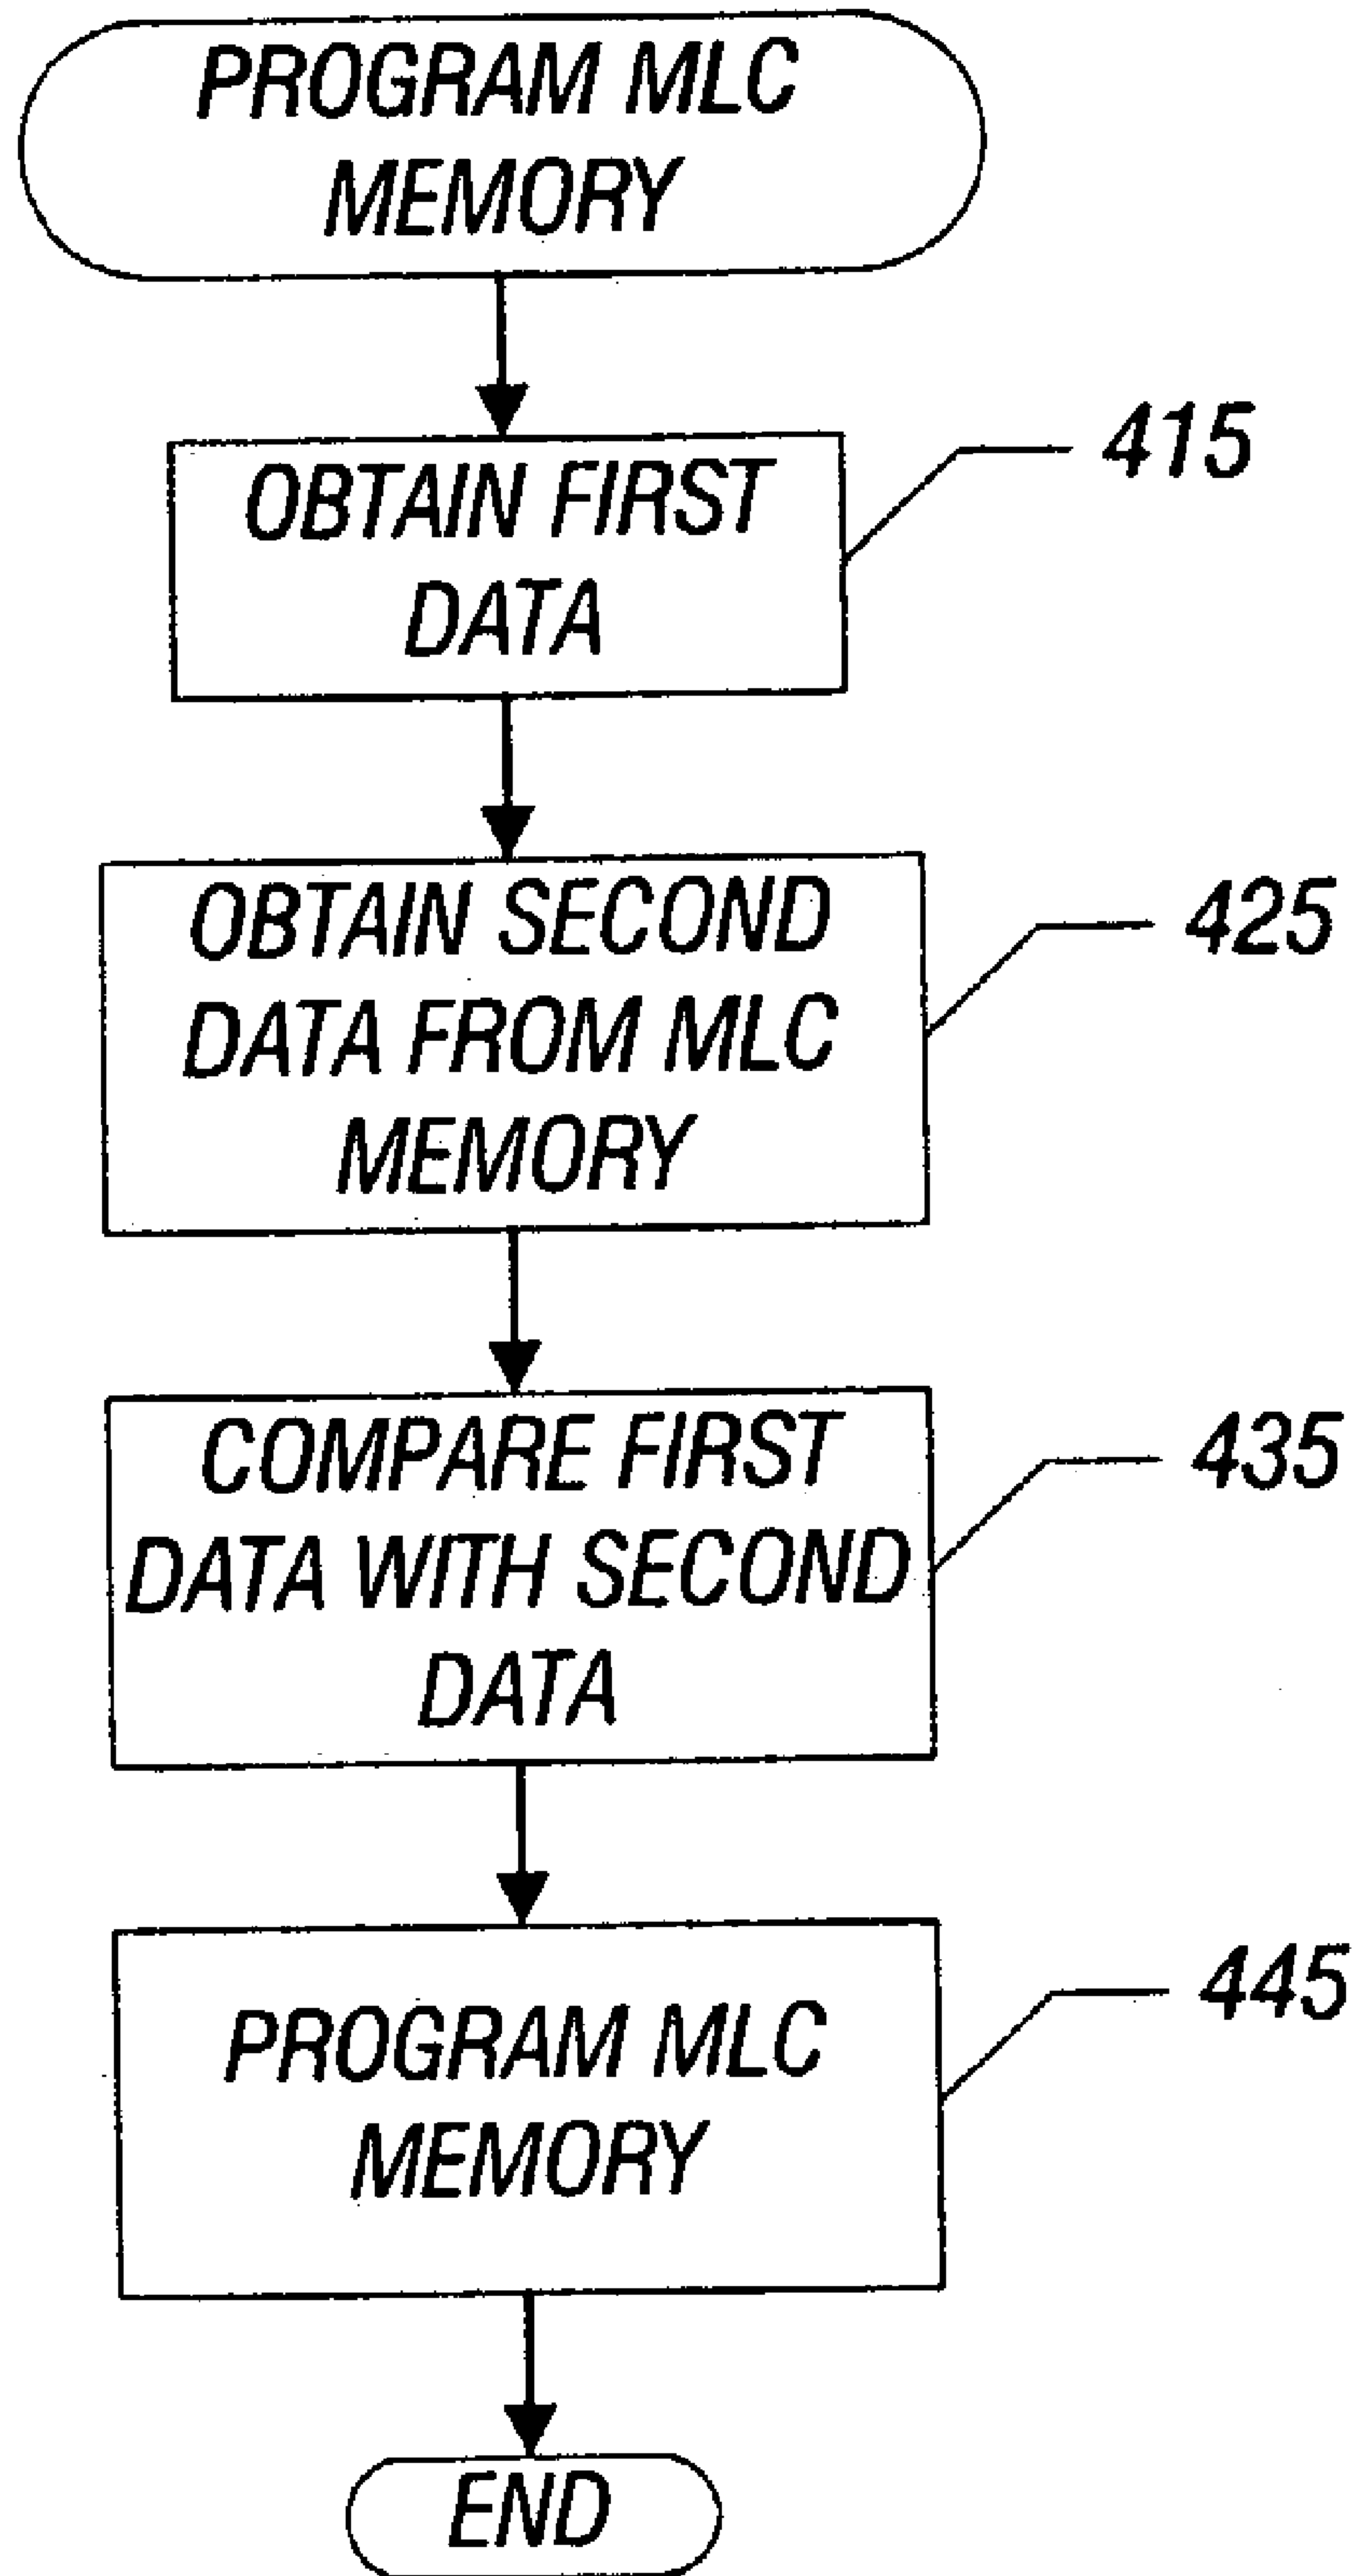 PROGRAM MLC
MEMORY
OBTAIN FIRST
DATA
415
OBTAIN SECOND
DATA FROM MLC
MEMORY
425
COMPARE FIRST
DATA WITH SECOND
DATA
435
PROGRAM MLC
MEMORY
445
END